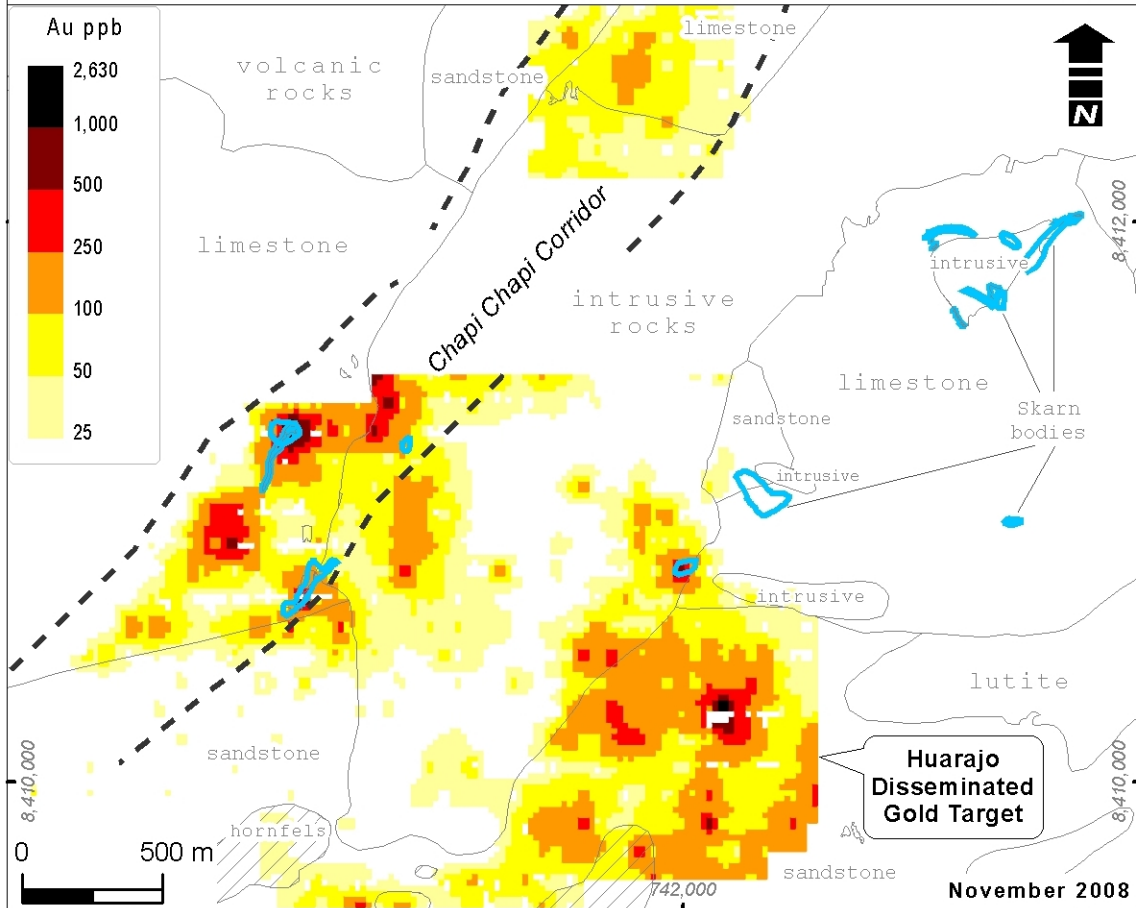 Au ppb
2,630
1,000
500
250
100
50
25
volcanic
rocks
sandstone
limestone
N
limestone
Chapi Chapi Corridor
intrusive
rocks
8,412,000
intrusive
limestone
Skarn
bodies
sandstone
intrusive
intrusive
lutite
sandstone
Huarajo
Disseminated
Gold Target
8,410,000
8,410,000
hornfels
0 500 m
742,000
sandstone
November 2008